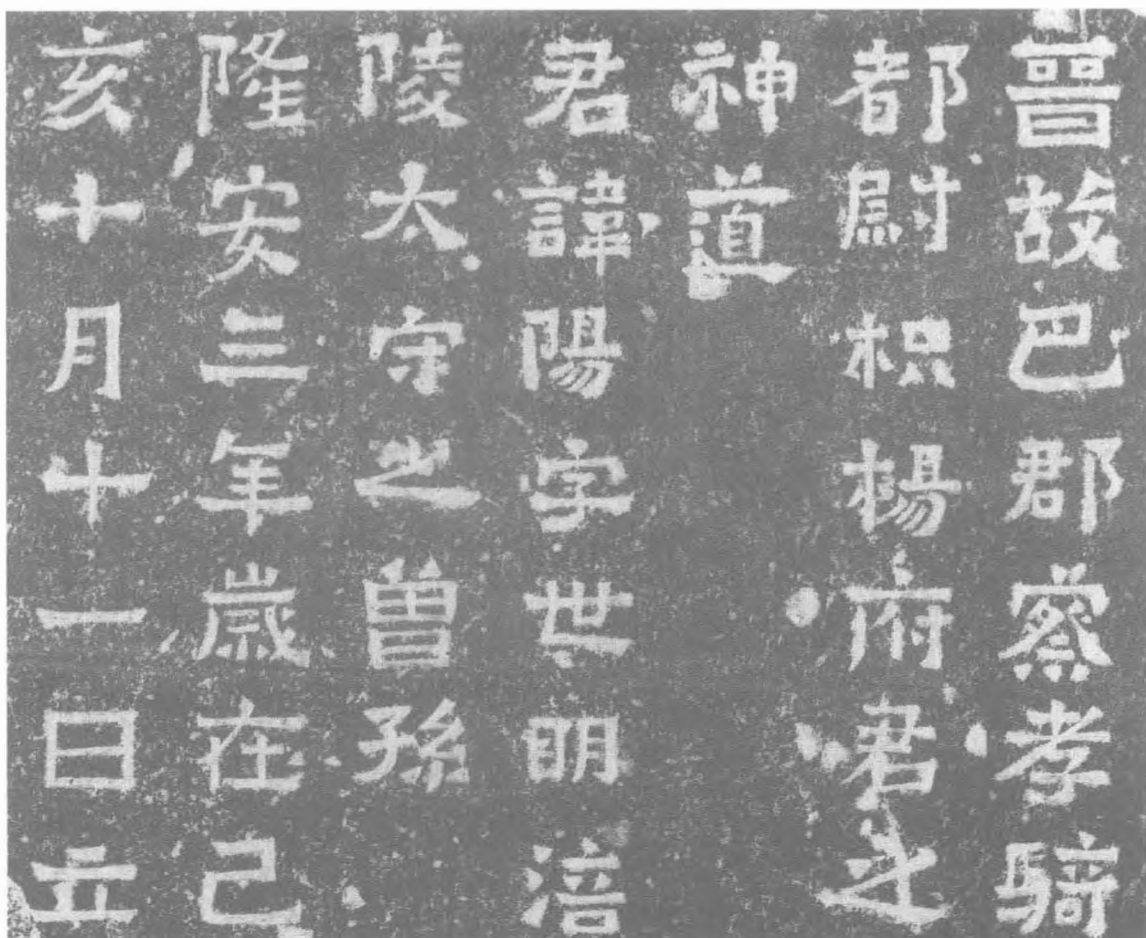 晉故巴郡察孝騎
都尉枳楊府君之
神道
君諱陽字世明涪
陵太守之曾孫
隆安三年歲在己
亥十月十一日立